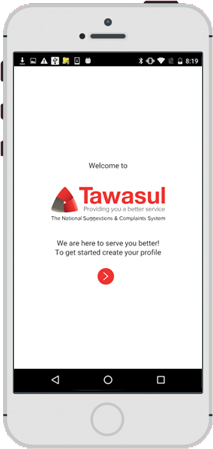 8:19
Welcome to
Tawasul
Providing you a better service
The National Suggestions & Complaints System
We are here to serve you better!
To get started create your profile